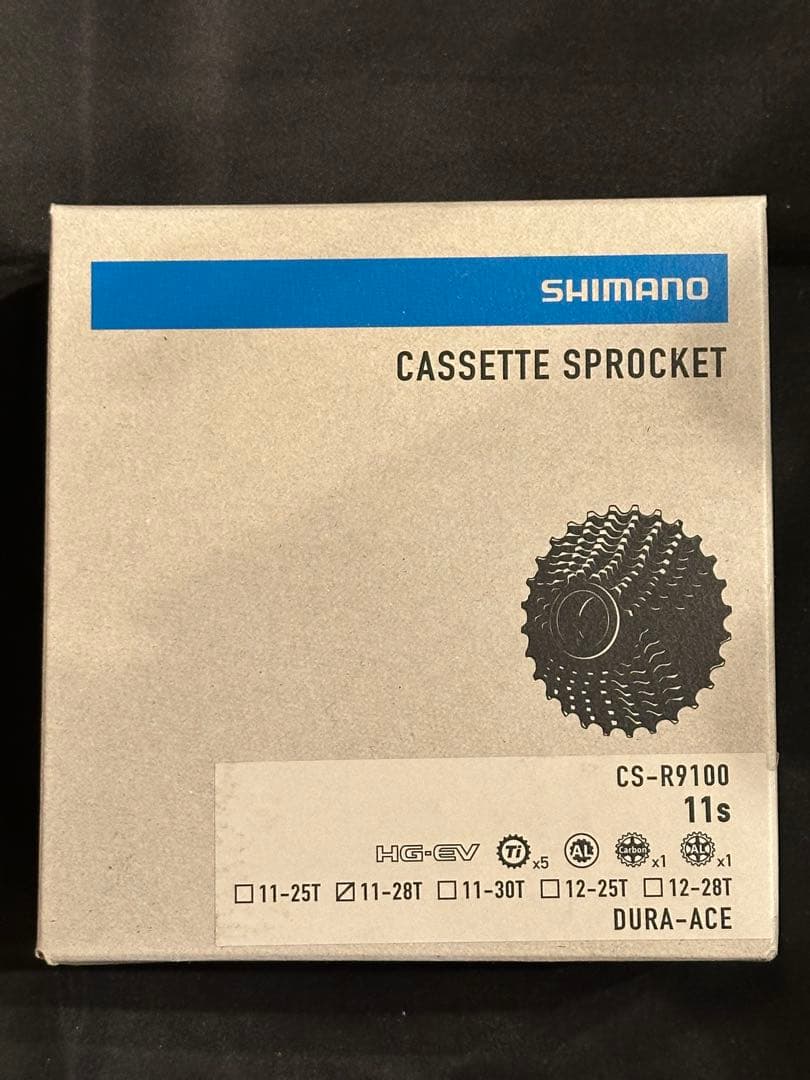 SHIMANO
CASSETTE SPROCKET
CS-R9100
11s
HG-EV Ti x5 AL Carbon x1 AL x1
☐ 11-25T ☑ 11-28T ☐ 11-30T ☐ 12-25T ☐ 12-28T
DURA-ACE